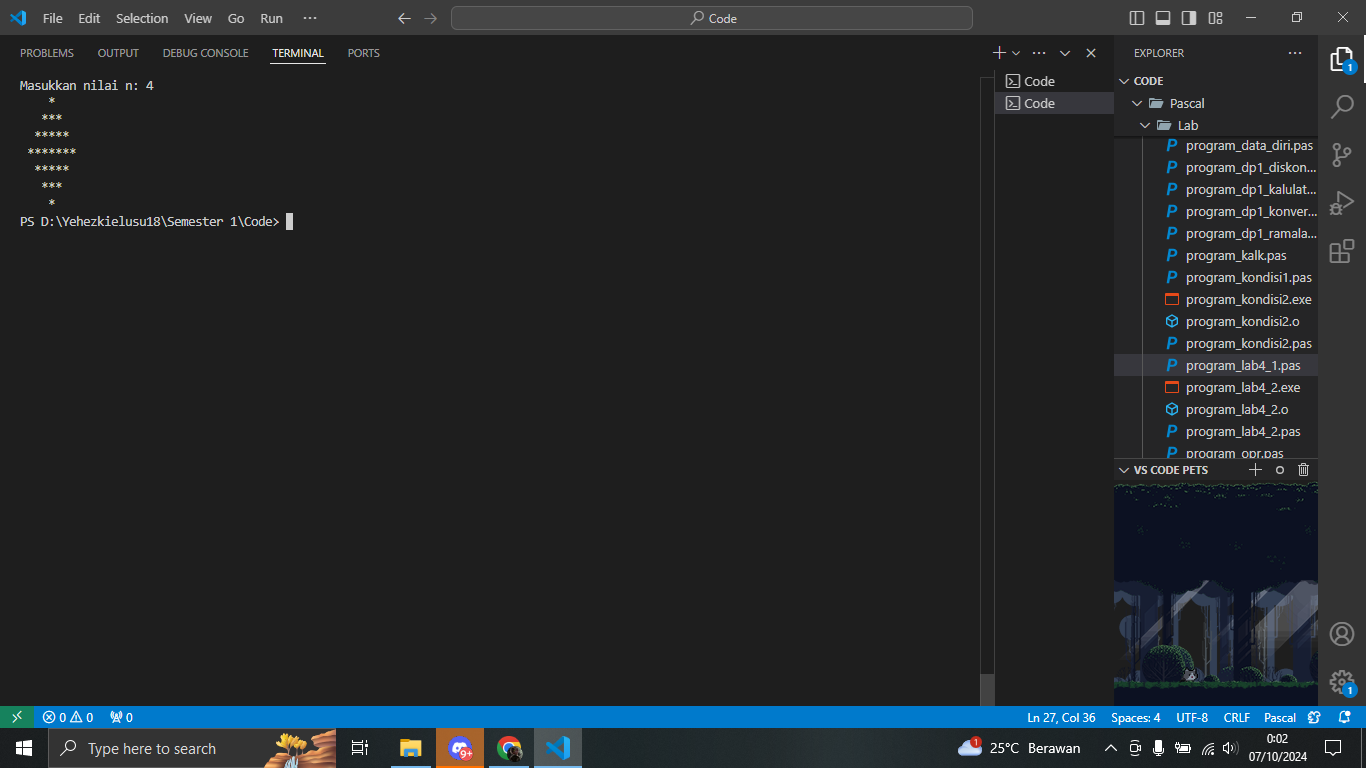 File Edit Selection View Go Run ··· Code
PROBLEMS OUTPUT DEBUG CONSOLE TERMINAL PORTS
Masukkan nilai n: 4
    *
   ***
  *****
 *******
  *****
   ***
    *
PS D:\Yehezkielusu18\Semester 1\Code>
Code
Code
EXPLORER
CODE
Pascal
Lab
program_data_diri.pas
program_dp1_diskon...
program_dp1_kalulat...
program_dp1_konver...
program_dp1_ramala...
program_kalk.pas
program_kondisi1.pas
program_kondisi2.exe
program_kondisi2.o
program_kondisi2.pas
program_lab4_1.pas
program_lab4_2.exe
program_lab4_2.o
program_lab4_2.pas
program_opr.pas
VS CODE PETS
1
1
0 0 0 Ln 27, Col 36 Spaces: 4 UTF-8 CRLF Pascal
Type here to search 9+ 1 25°C Berawan 0:02
07/10/2024